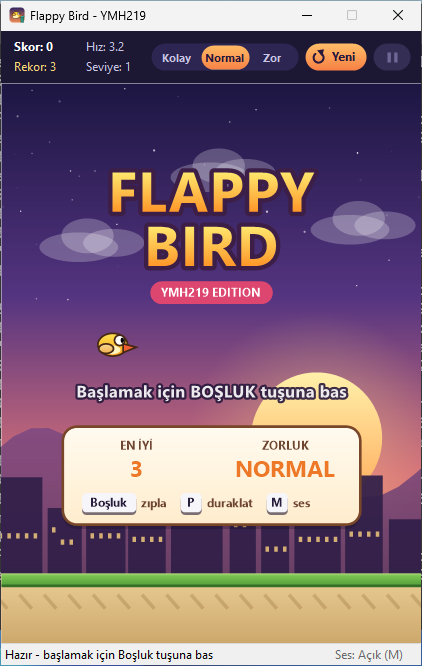 Flappy Bird - YMH219
Skor: 0
Hız: 3.2
Rekor: 3
Seviye: 1
Kolay
Normal
Zor
Yeni
FLAPPY
BIRD
YMH219 EDITION
Başlamak için BOŞLUK tuşuna bas
EN İYİ
ZORLUK
3
NORMAL
Boşluk zıpla P duraklat M ses
Hazır - başlamak için Boşluk tuşuna bas
Ses: Açık (M)